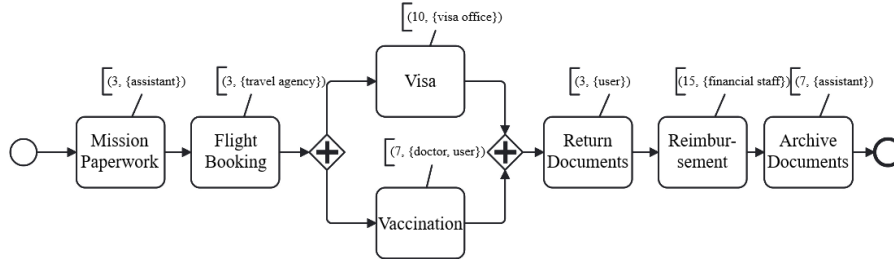 (10, {visa office})
Visa
(3, {assistant})
Mission
Paperwork
(3, {travel agency})
Flight
Booking
(7, {doctor, user})
Vaccination
(3, {user})
Return
Documents
(15, {financial staff})
Reimbur-
sement
(7, {assistant})
Archive
Documents